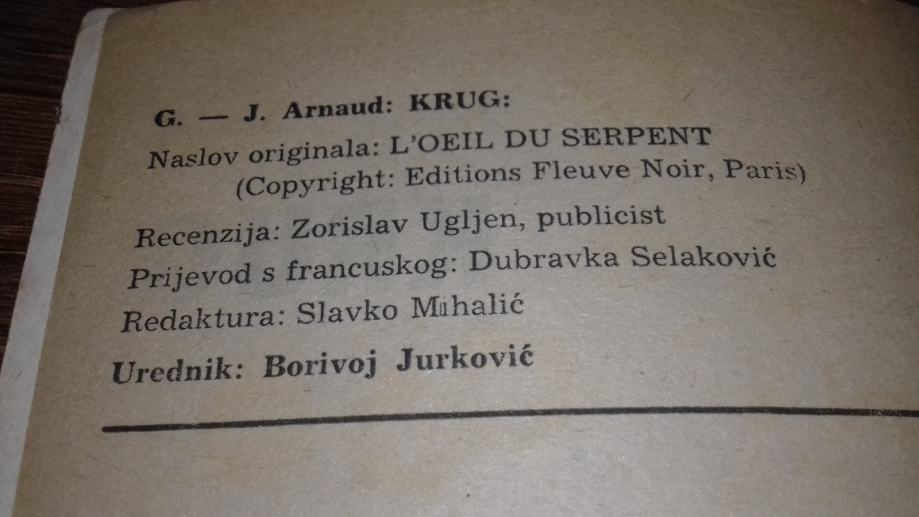 G. — J. Arnaud: KRUG:
Naslov originala: L'OEIL DU SERPENT
(Copyright: Editions Fleuve Noir, Paris)
Recenzija: Zorislav Ugljen, publicist
Prijevod s francuskog: Dubravka Selaković
Redaktura: Slavko Mihalić
Urednik: Borivoj Jurković